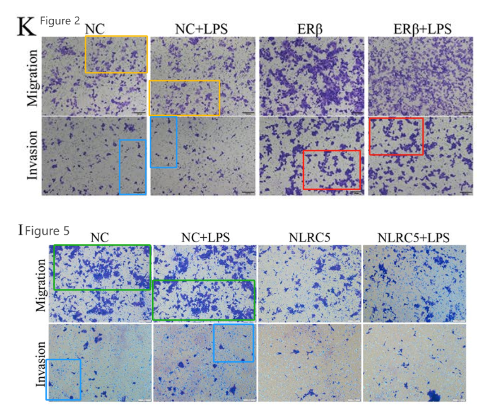 K Figure 2
NC NC+LPS ERβ ERβ+LPS
Migration
Invasion
I Figure 5
NC NC+LPS NLRC5 NLRC5+LPS
Migration
Invasion